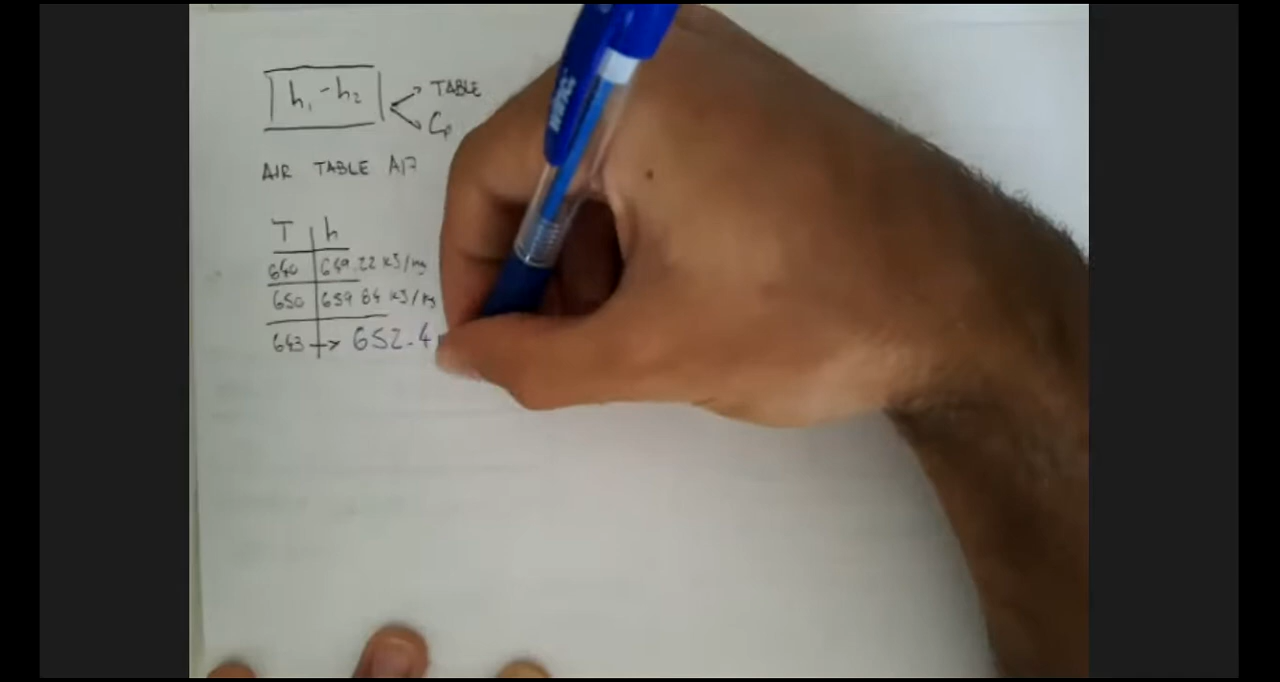 h₁ - h₂
TABLE
Cp
AIR TABLE A17
T h
640 649.22 kJ/kg
650 659.84 kJ/kg
643 → 652.4